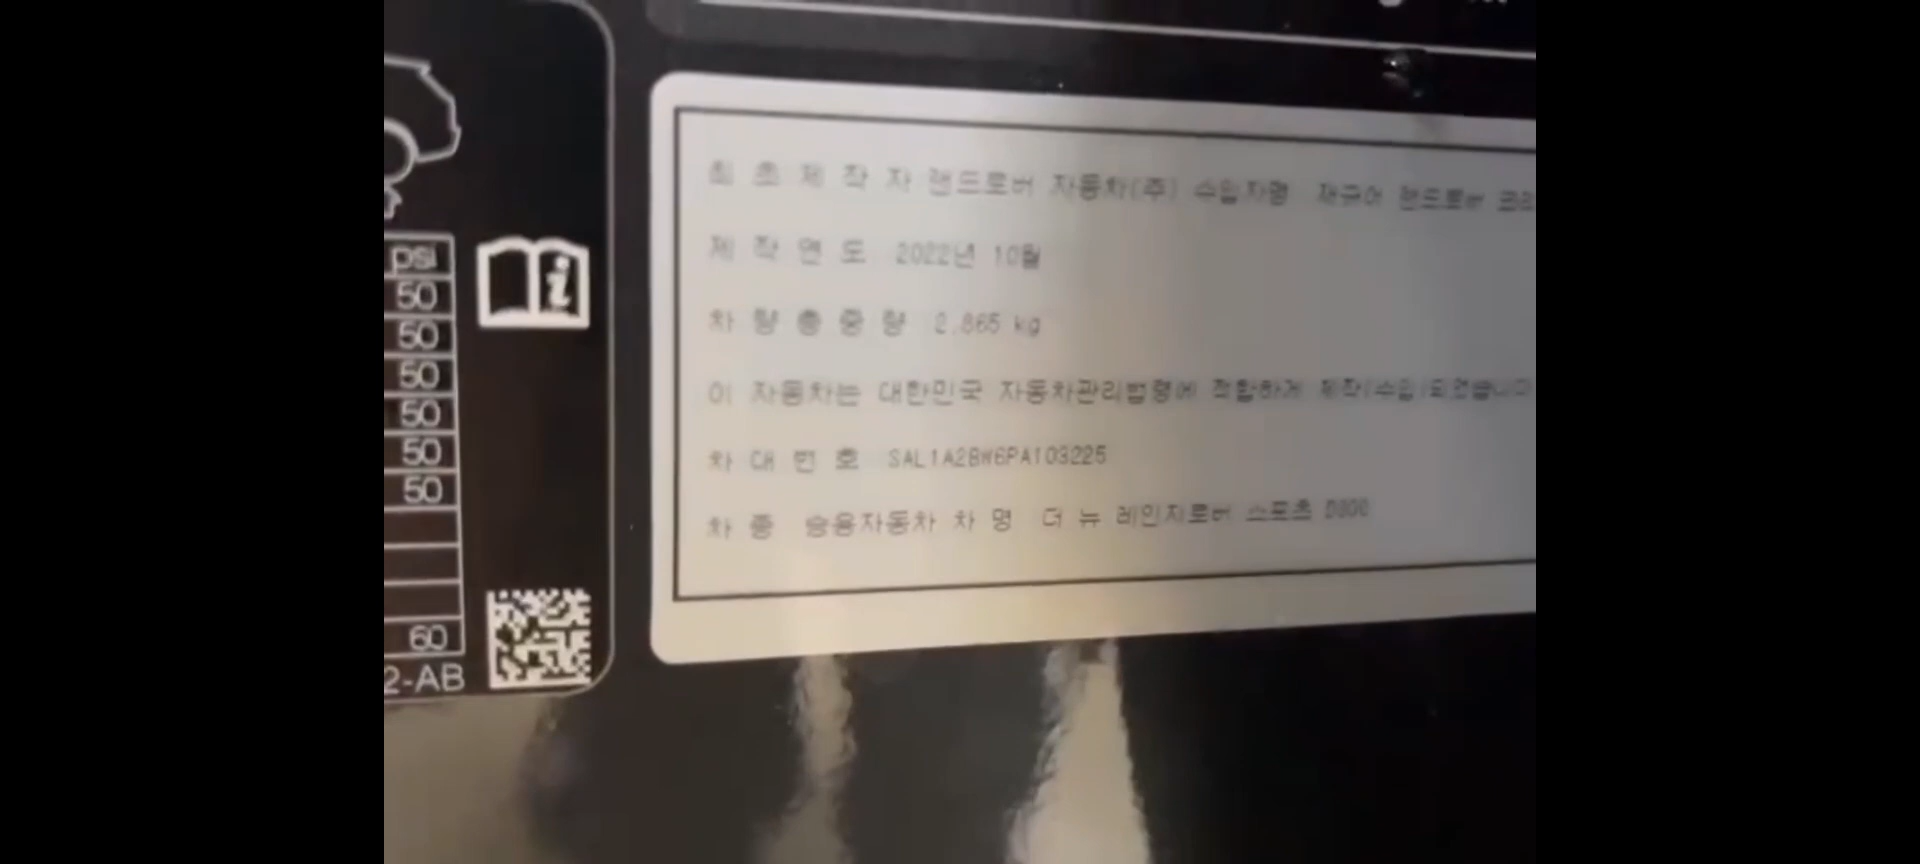 psi
50
50
50
50
50
50
60
2-AB
최 초 제 작 자 랜드로버 자동차(주) 수입자명 재규어 랜드로버 코리
제 작 연 도 2022년 10월
차 량 총 중 량 2,865 kg
이 자동차는 대한민국 자동차관리법령에 적합하게 제작(수입)되었습니다
차 대 번 호 SAL1A2BW6PA103225
차 종 승용자동차 차 명 더 뉴 레인지로버 스포츠 D300